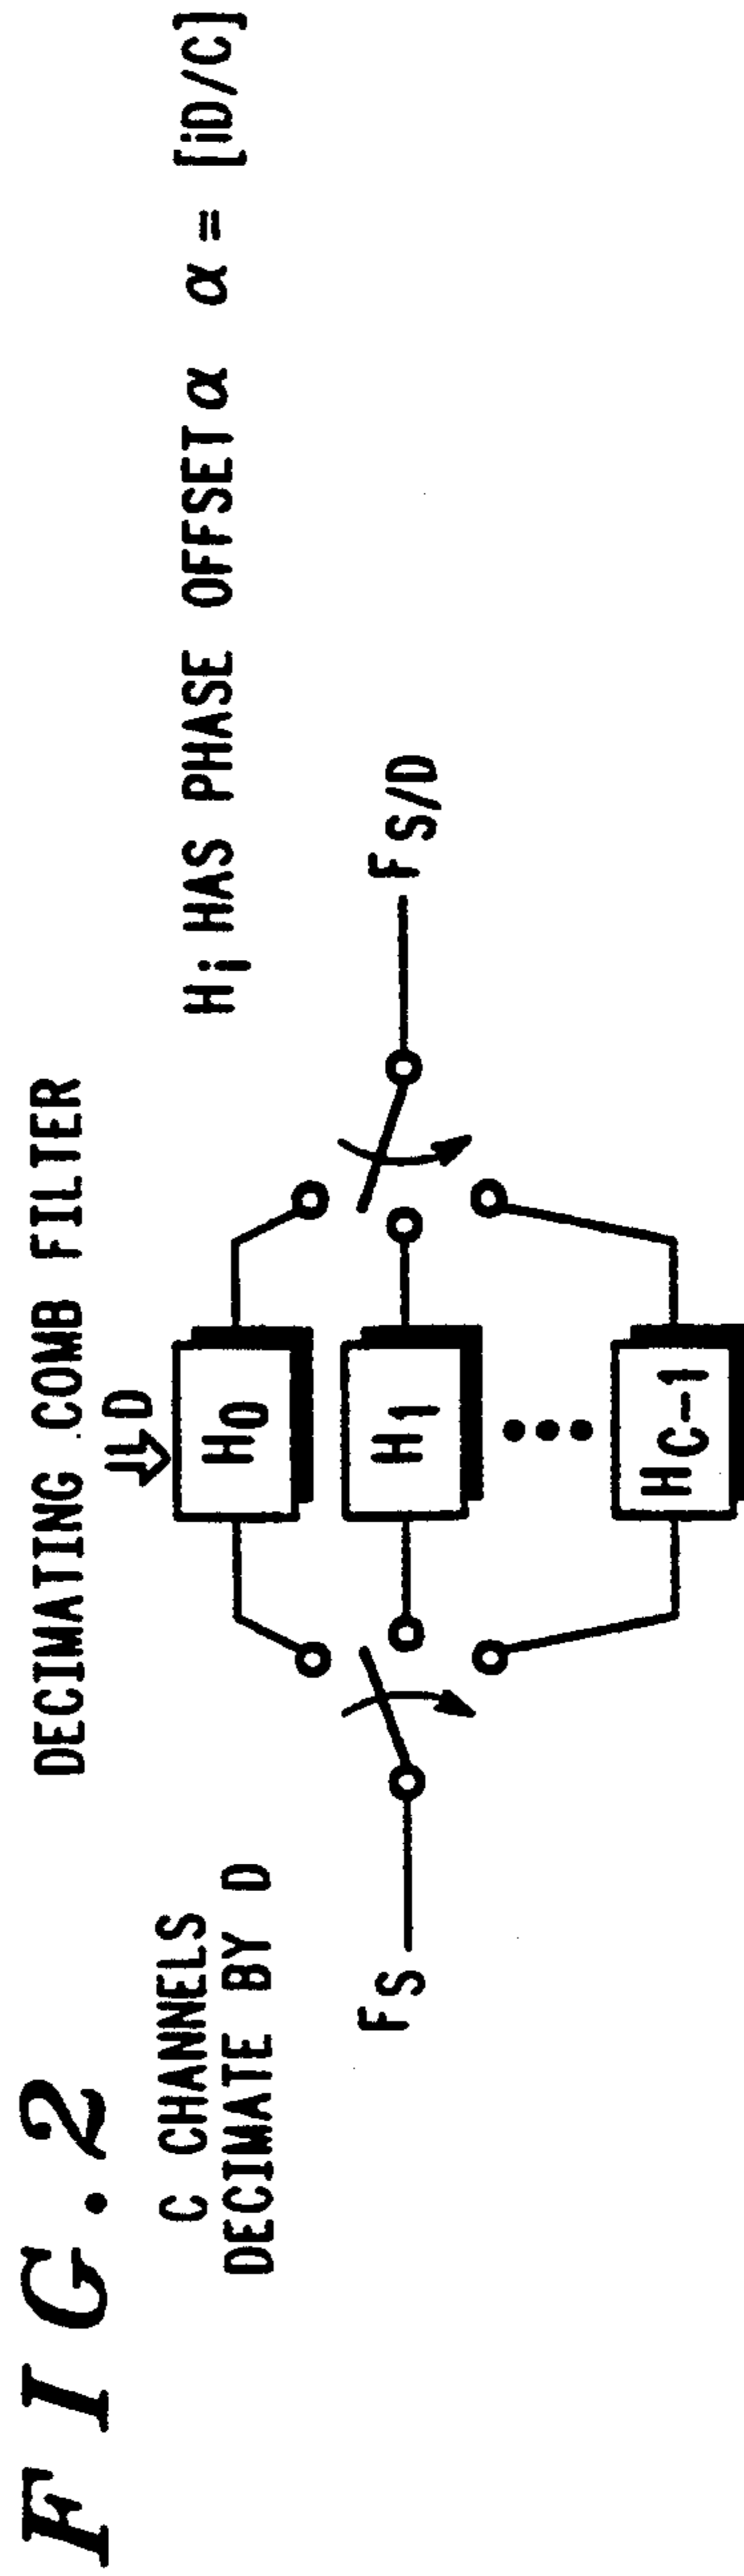 FIG.2
DECIMATING COMB FILTER
C CHANNELS
DECIMATE BY D
⇓D
Hi HAS PHASE OFFSET α α = [iD/C]
FS
H0
H1
HC-1
FS/D